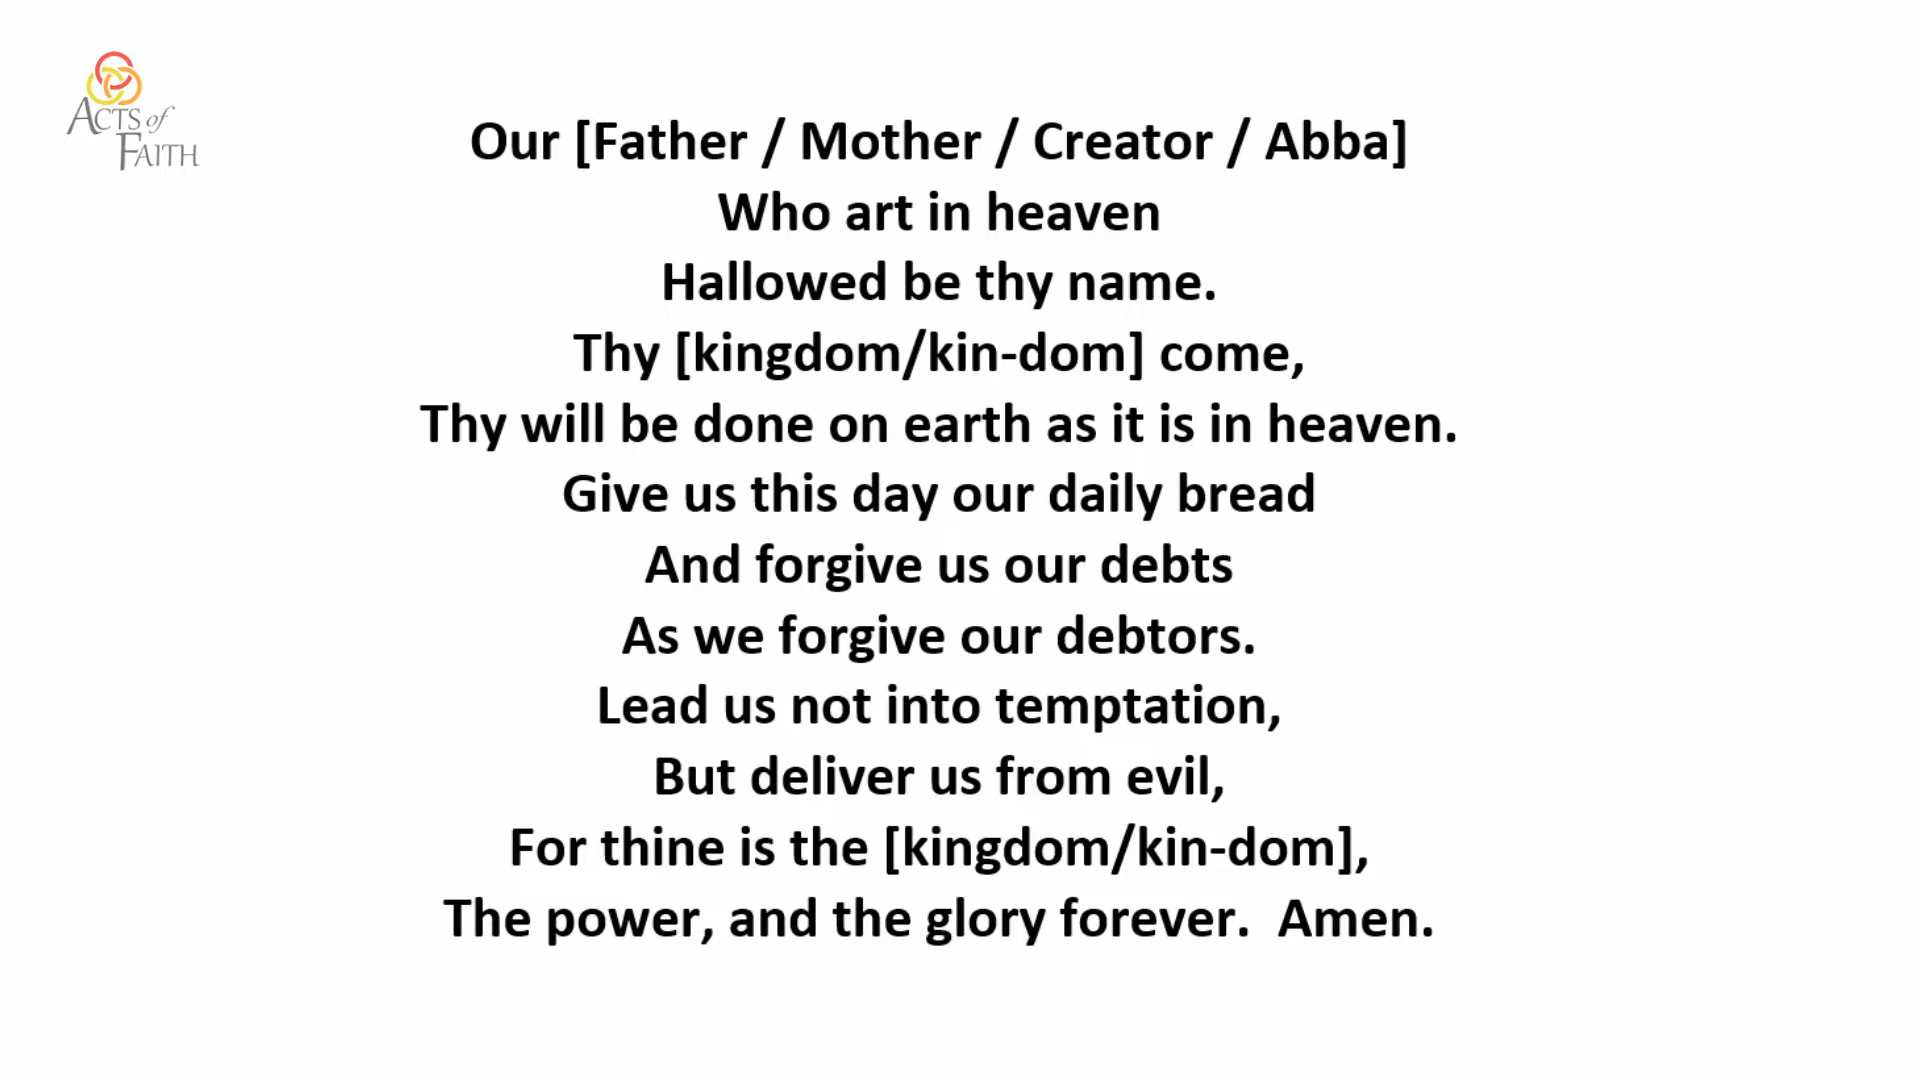 Acts of
Faith
Our [Father / Mother / Creator / Abba]
Who art in heaven
Hallowed be thy name.
Thy [kingdom/kin-dom] come,
Thy will be done on earth as it is in heaven.
Give us this day our daily bread
And forgive us our debts
As we forgive our debtors.
Lead us not into temptation,
But deliver us from evil,
For thine is the [kingdom/kin-dom],
The power, and the glory forever.  Amen.